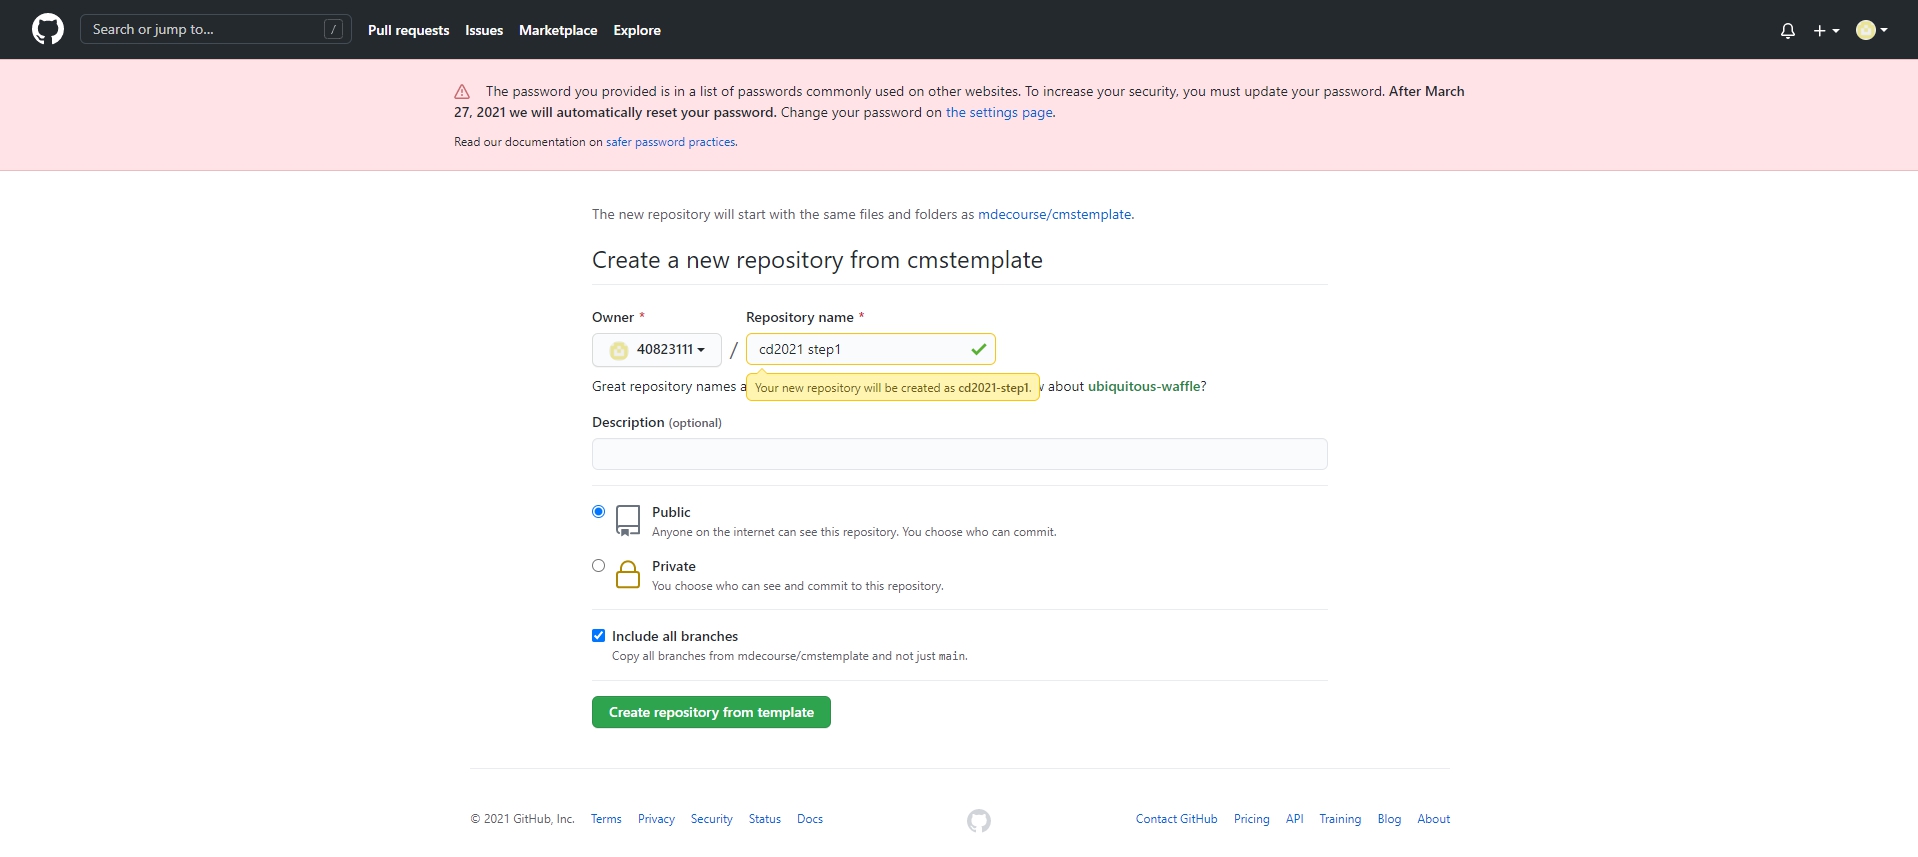 Search or jump to... /
Pull requests Issues Marketplace Explore
The password you provided is in a list of passwords commonly used on other websites. To increase your security, you must update your password. After March
27, 2021 we will automatically reset your password. Change your password on the settings page.
Read our documentation on safer password practices.
The new repository will start with the same files and folders as mdecourse/cmstemplate.
Create a new repository from cmstemplate
Owner * Repository name *
40823111 / cd2021 step1
Great repository names a
Your new repository will be created as cd2021-step1.
about ubiquitous-waffle?
Description (optional)
Public
Anyone on the internet can see this repository. You choose who can commit.
Private
You choose who can see and commit to this repository.
Include all branches
Copy all branches from mdecourse/cmstemplate and not just main.
Create repository from template
© 2021 GitHub, Inc. Terms Privacy Security Status Docs
Contact GitHub Pricing API Training Blog About